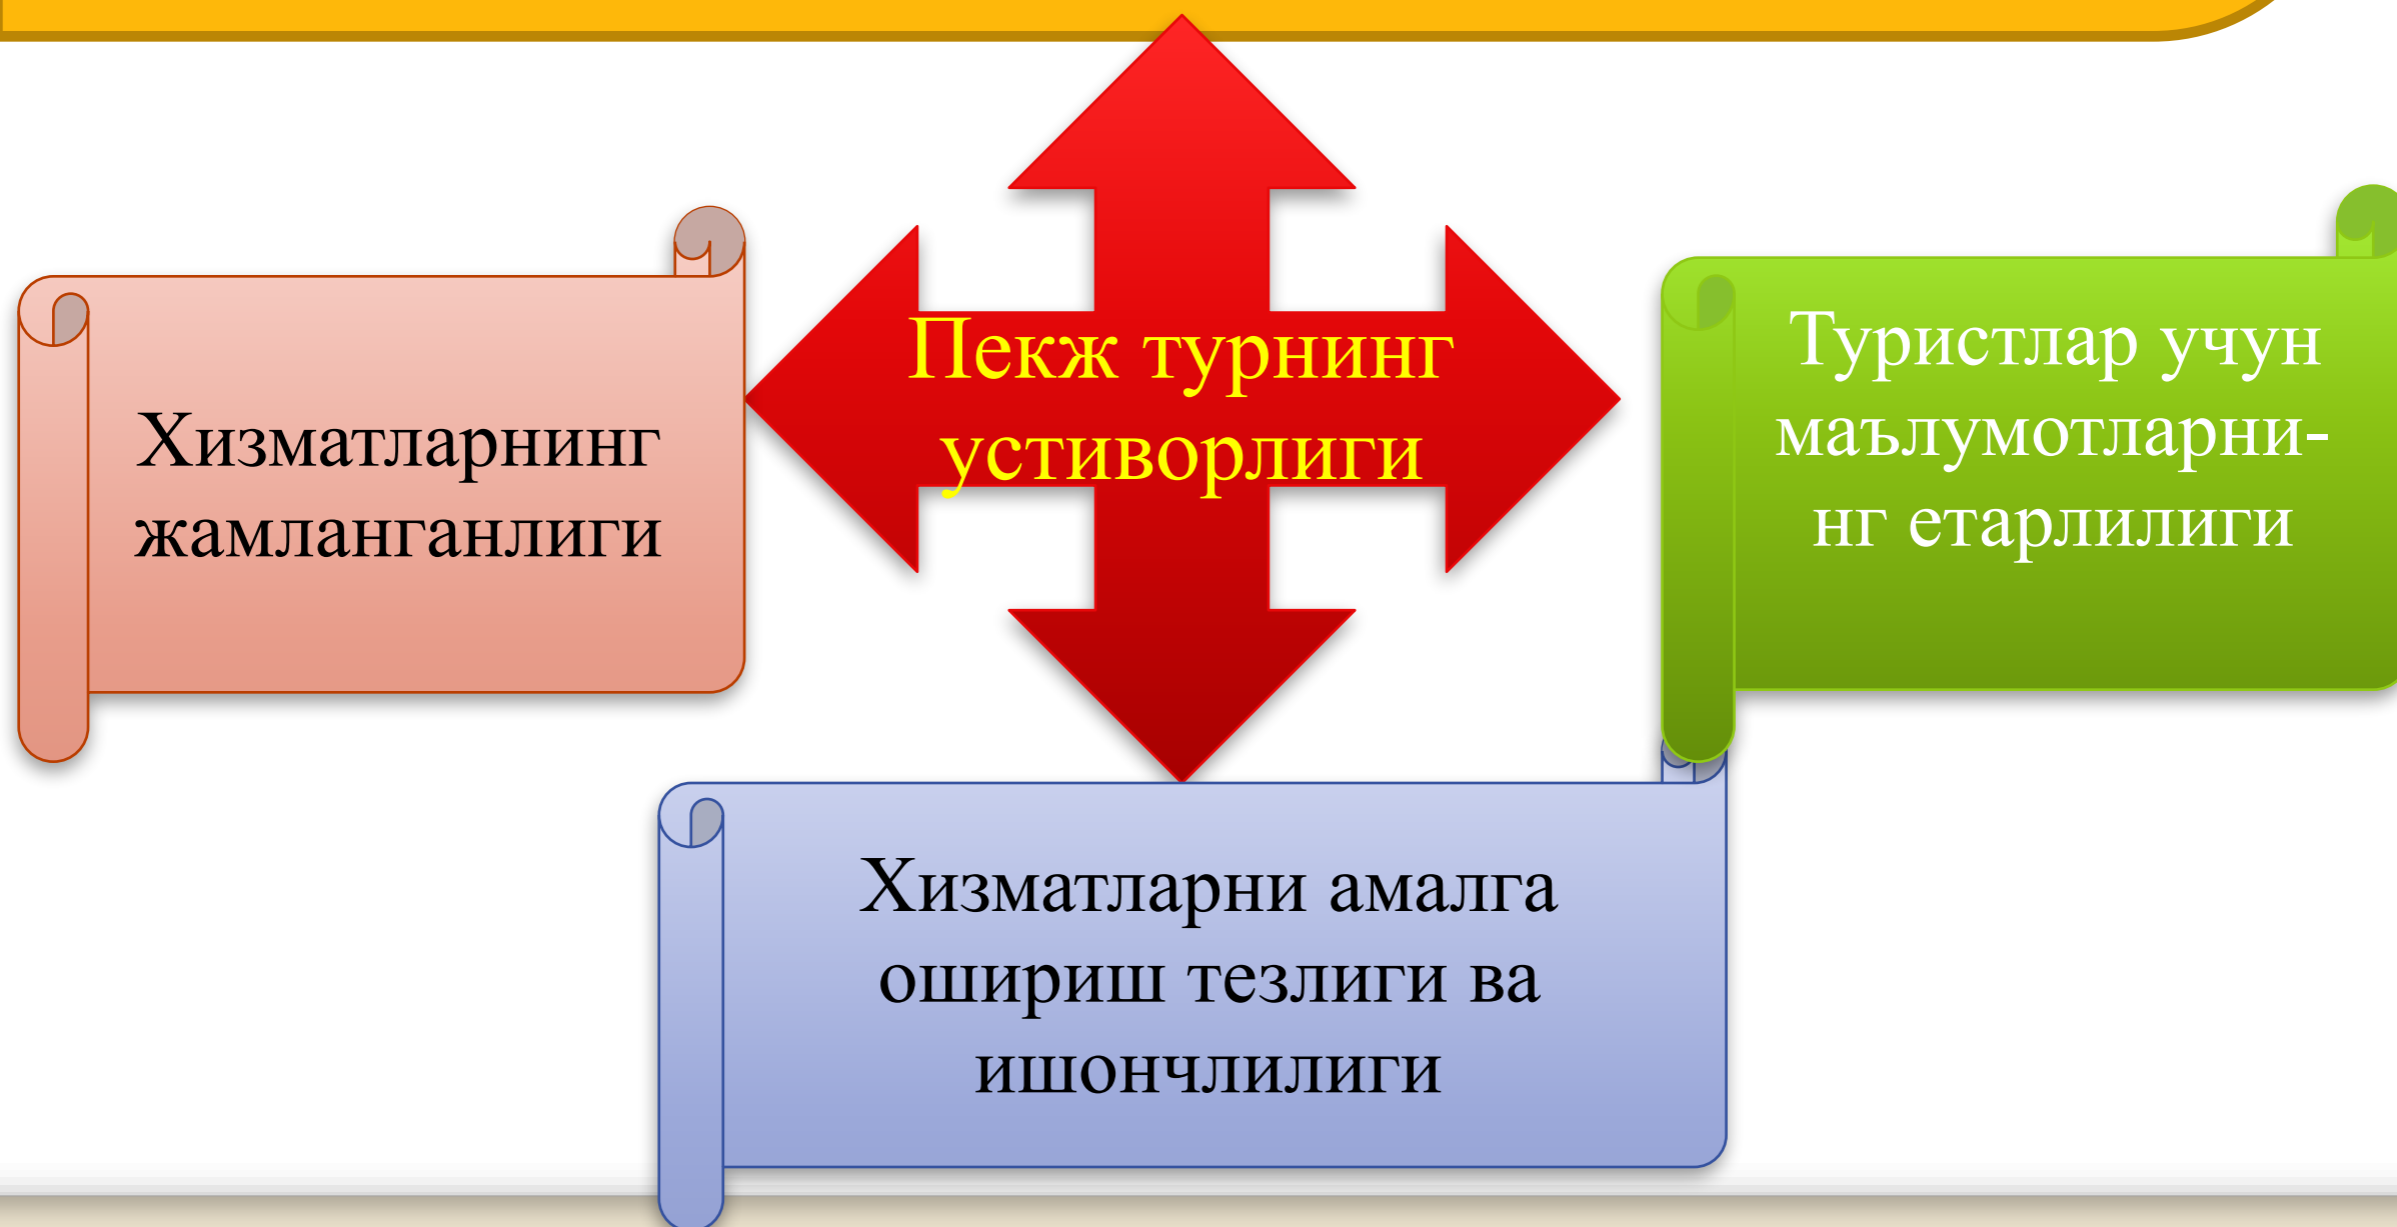 Пекж турнинг
устиворлиги
Хизматларнинг
жамланганлиги
Туристлар учун
маълумотларни-
нг етарлилиги
Хизматларни амалга
ошириш тезлиги ва
ишончлилиги